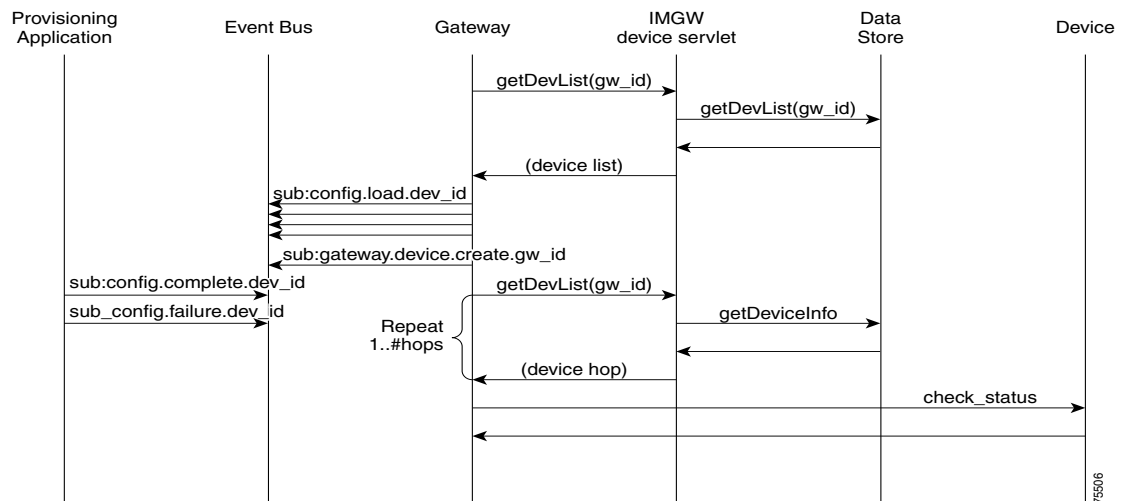 Provisioning
Application
Event Bus
Gateway
IMGW
device servlet
Data
Store
Device
getDevList(gw_id)
getDevList(gw_id)
(device list)
sub:config.load.dev_id
sub:gateway.device.create.gw_id
sub:config.complete.dev_id
getDevList(gw_id)
sub_config.failure.dev_id
getDeviceInfo
Repeat
1..#hops
(device hop)
check_status
75506